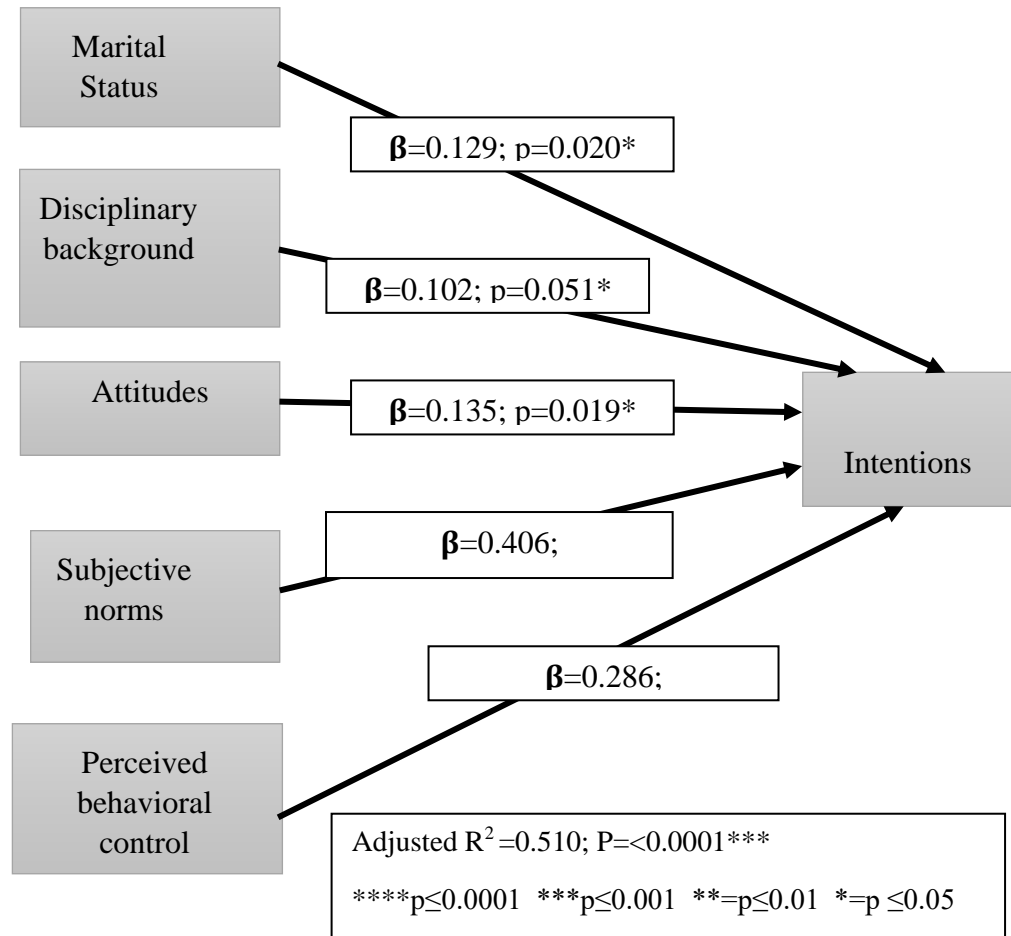 Marital
Status
β=0.129; p=0.020*
Disciplinary
background
β=0.102; p=0.051*
Attitudes
β=0.135; p=0.019*
Intentions
β=0.406;
Subjective
norms
β=0.286;
Perceived
behavioral
control
Adjusted R² =0.510; P=<0.0001***
****p≤0.0001 ***p≤0.001 **=p≤0.01 *=p ≤0.05